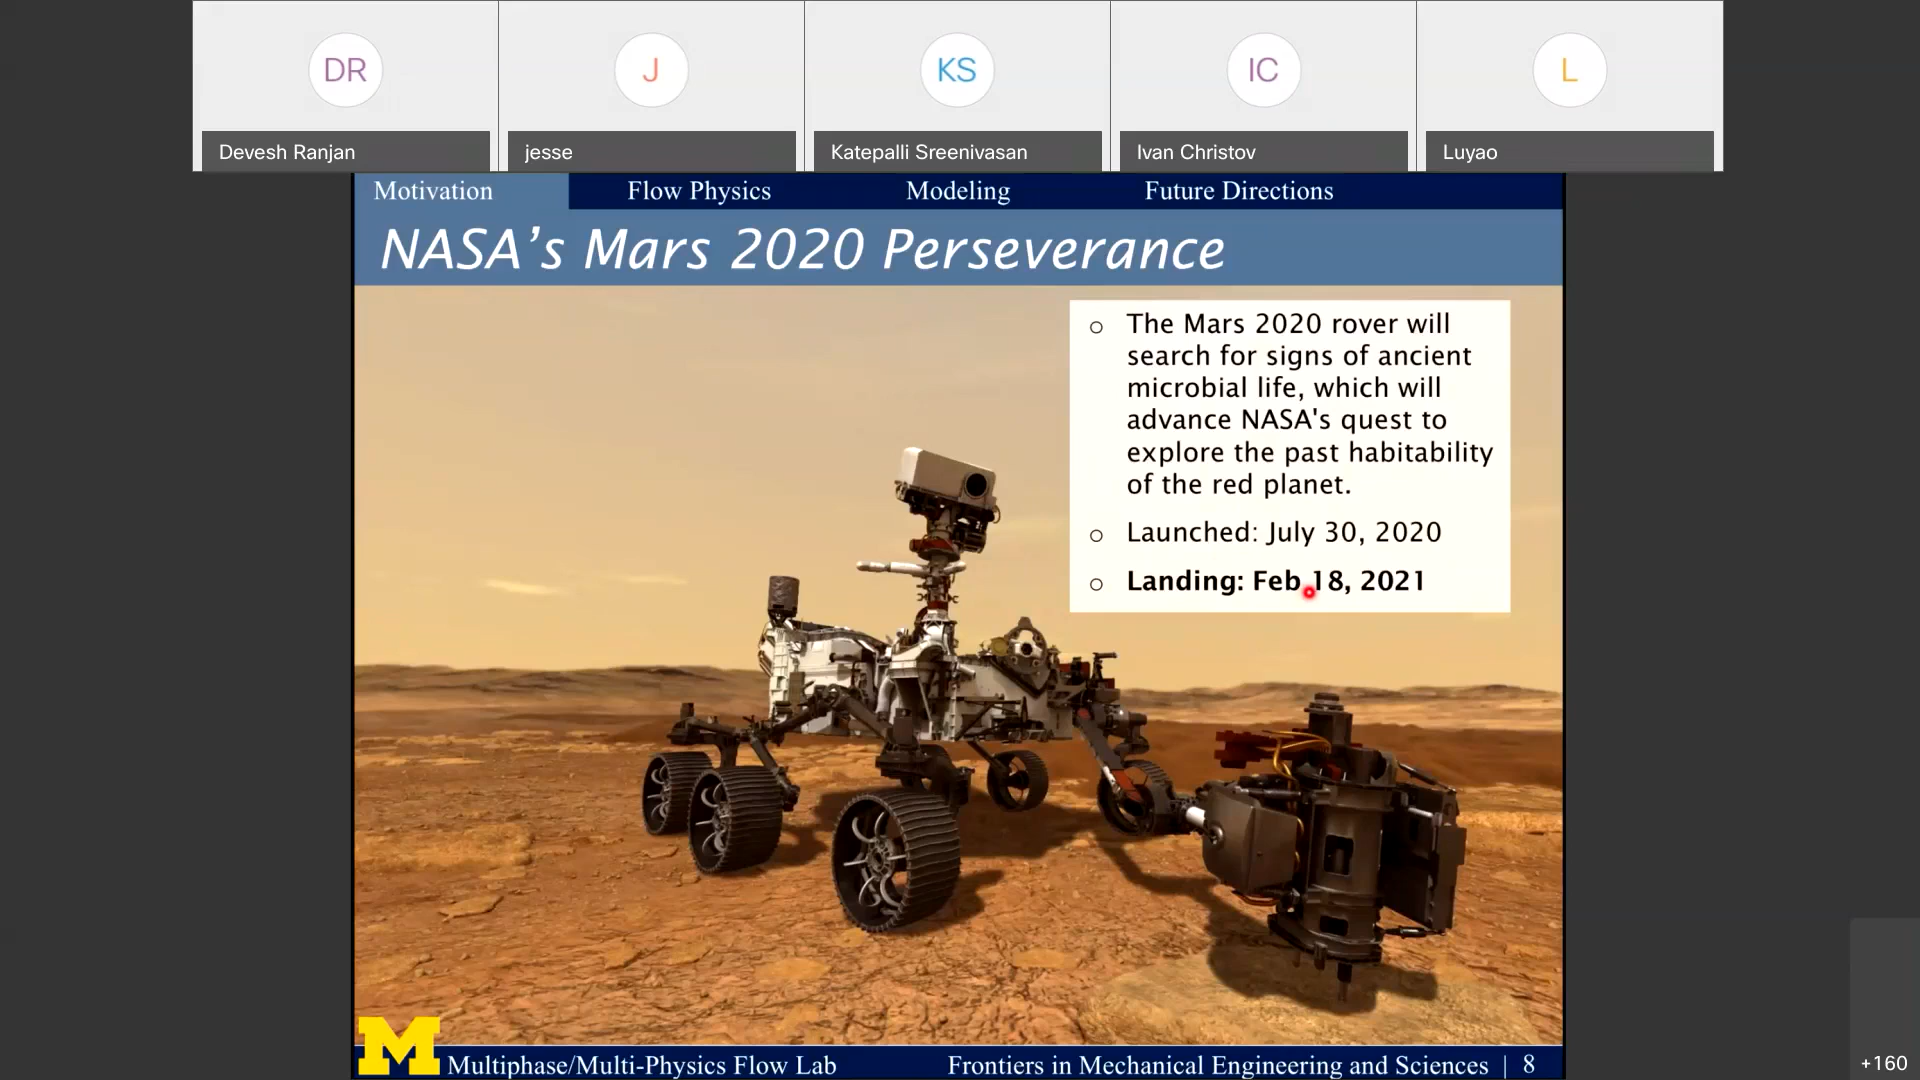 DR
J
KS
IC
L
Devesh Ranjan
jesse
Katepalli Sreenivasan
Ivan Christov
Luyao
Motivation
Flow Physics
Modeling
Future Directions
NASA's Mars 2020 Perseverance
The Mars 2020 rover will
search for signs of ancient
microbial life, which will
advance NASA's quest to
explore the past habitability
of the red planet.
Launched: July 30, 2020
Landing: Feb 18, 2021
M
Multiphase/Multi-Physics Flow Lab
Frontiers in Mechanical Engineering and Sciences | 8
+160